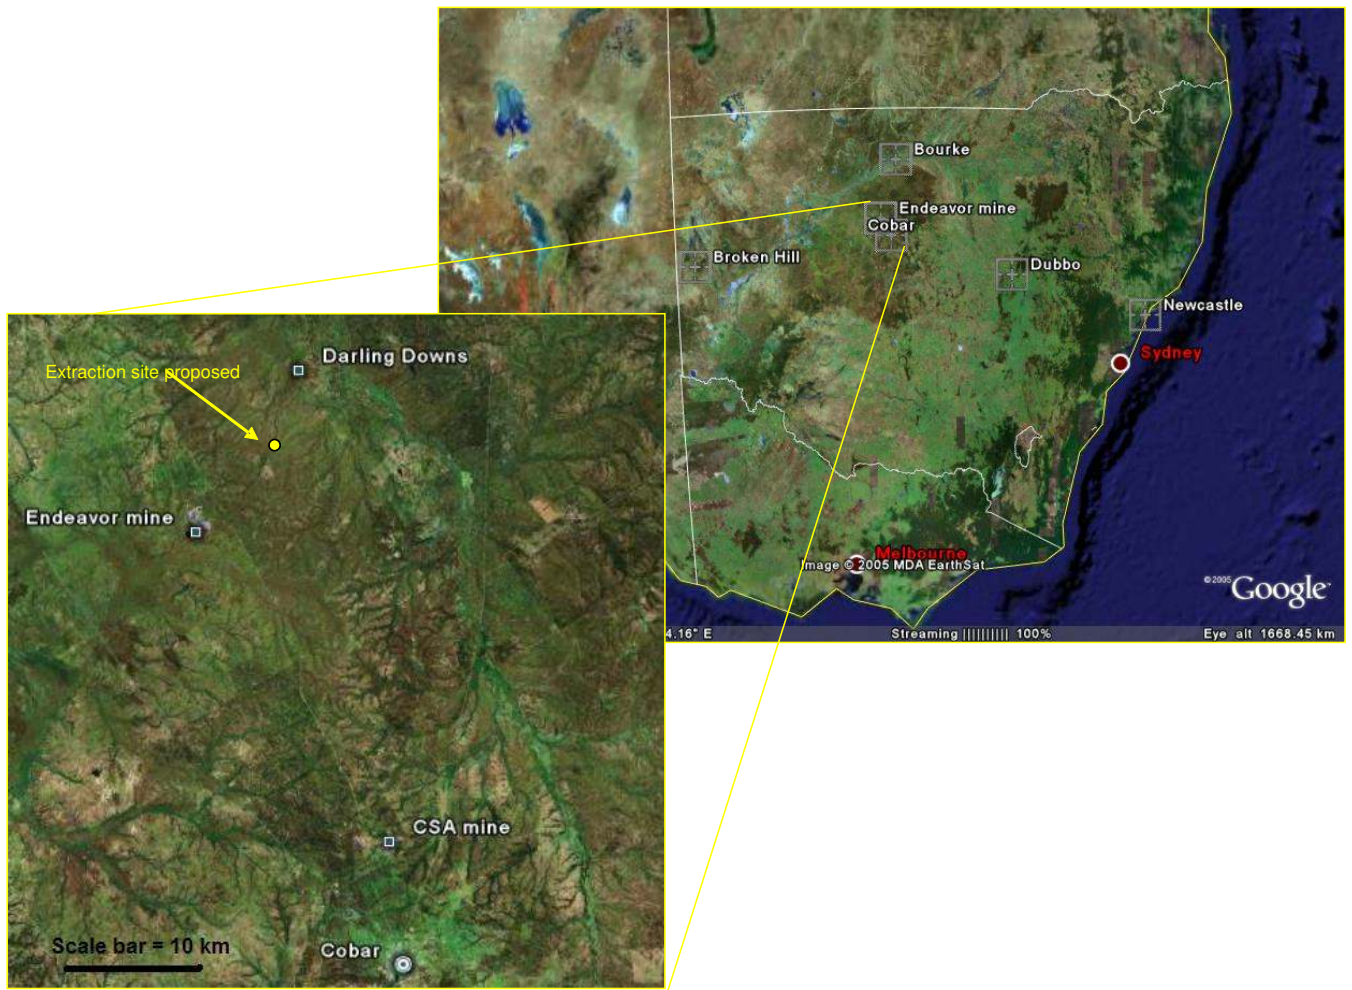 Bourke
Endeavor mine
Cobar
Broken Hill
Dubbo
Newcastle
Sydney
Melbourne
Image © 2005 MDA EarthSat
© 2005 Google™
4.16° E
Streaming |||||||||| 100%
Eye alt 1668.45 km
Darling Downs
Extraction site proposed
Endeavor mine
CSA mine
Scale bar = 10 km
Cobar